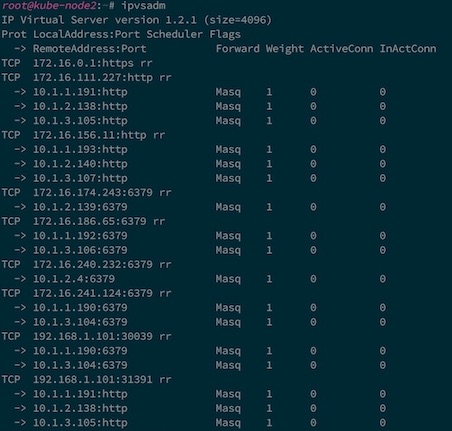 root@kube-node2:~# ipvsadm
IP Virtual Server version 1.2.1 (size=4096)
Prot LocalAddress:Port Scheduler Flags
  -> RemoteAddress:Port           Forward Weight ActiveConn InActConn
TCP  172.16.0.1:https rr
TCP  172.16.111.227:http rr
  -> 10.1.1.191:http              Masq    1      0          0
  -> 10.1.2.138:http              Masq    1      0          0
  -> 10.1.3.105:http              Masq    1      0          0
TCP  172.16.156.11:http rr
  -> 10.1.1.193:http              Masq    1      0          0
  -> 10.1.2.140:http              Masq    1      0          0
  -> 10.1.3.107:http              Masq    1      0          0
TCP  172.16.174.243:6379 rr
  -> 10.1.2.139:6379              Masq    1      0          0
TCP  172.16.186.65:6379 rr
  -> 10.1.1.192:6379              Masq    1      0          0
  -> 10.1.3.106:6379              Masq    1      0          0
TCP  172.16.240.232:6379 rr
  -> 10.1.2.4:6379                Masq    1      0          0
TCP  172.16.241.124:6379 rr
  -> 10.1.1.190:6379              Masq    1      0          0
  -> 10.1.3.104:6379              Masq    1      0          0
TCP  192.168.1.101:30039 rr
  -> 10.1.1.190:6379              Masq    1      0          0
  -> 10.1.3.104:6379              Masq    1      0          0
TCP  192.168.1.101:31391 rr
  -> 10.1.1.191:http              Masq    1      0          0
  -> 10.1.2.138:http              Masq    1      0          0
  -> 10.1.3.105:http              Masq    1      0          0